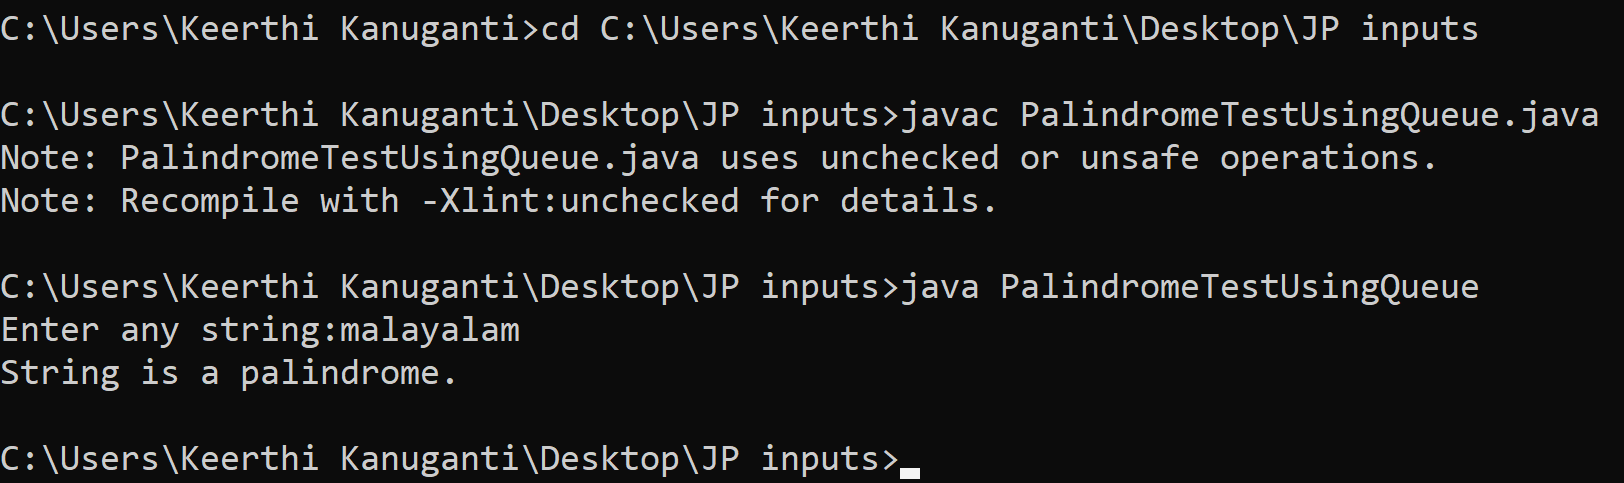 C:\Users\Keerthi Kanuganti>cd C:\Users\Keerthi Kanuganti\Desktop\JP inputs
C:\Users\Keerthi Kanuganti\Desktop\JP inputs>javac PalindromeTestUsingQueue.java
Note: PalindromeTestUsingQueue.java uses unchecked or unsafe operations.
Note: Recompile with -Xlint:unchecked for details.
C:\Users\Keerthi Kanuganti\Desktop\JP inputs>java PalindromeTestUsingQueue
Enter any string:malayalam
String is a palindrome.
C:\Users\Keerthi Kanuganti\Desktop\JP inputs>